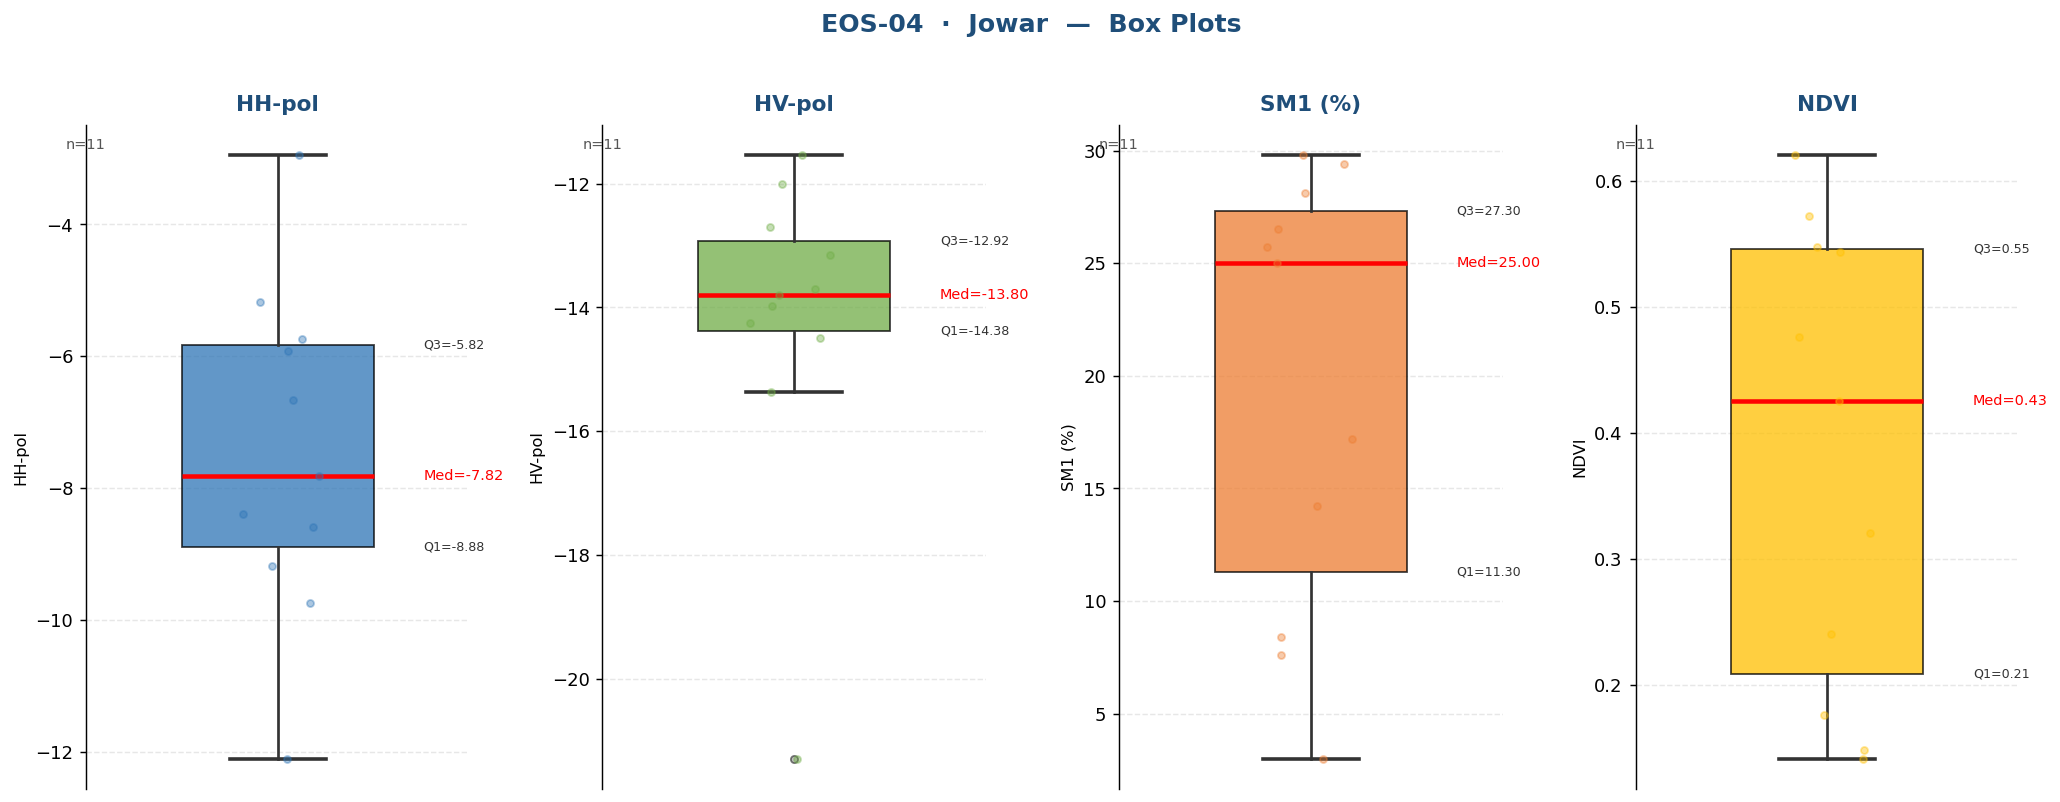 EOS-04 · Jowar — Box Plots
HH-pol
n=11
−4
−6
−8
−10
−12
HH-pol
Q3=-5.82
Med=-7.82
Q1=-8.88
HV-pol
n=11
−12
−14
−16
−18
−20
HV-pol
Q3=-12.92
Med=-13.80
Q1=-14.38
SM1 (%)
n=11
30
25
20
15
10
5
SM1 (%)
Q3=27.30
Med=25.00
Q1=11.30
NDVI
n=11
0.6
0.5
0.4
0.3
0.2
NDVI
Q3=0.55
Med=0.43
Q1=0.21